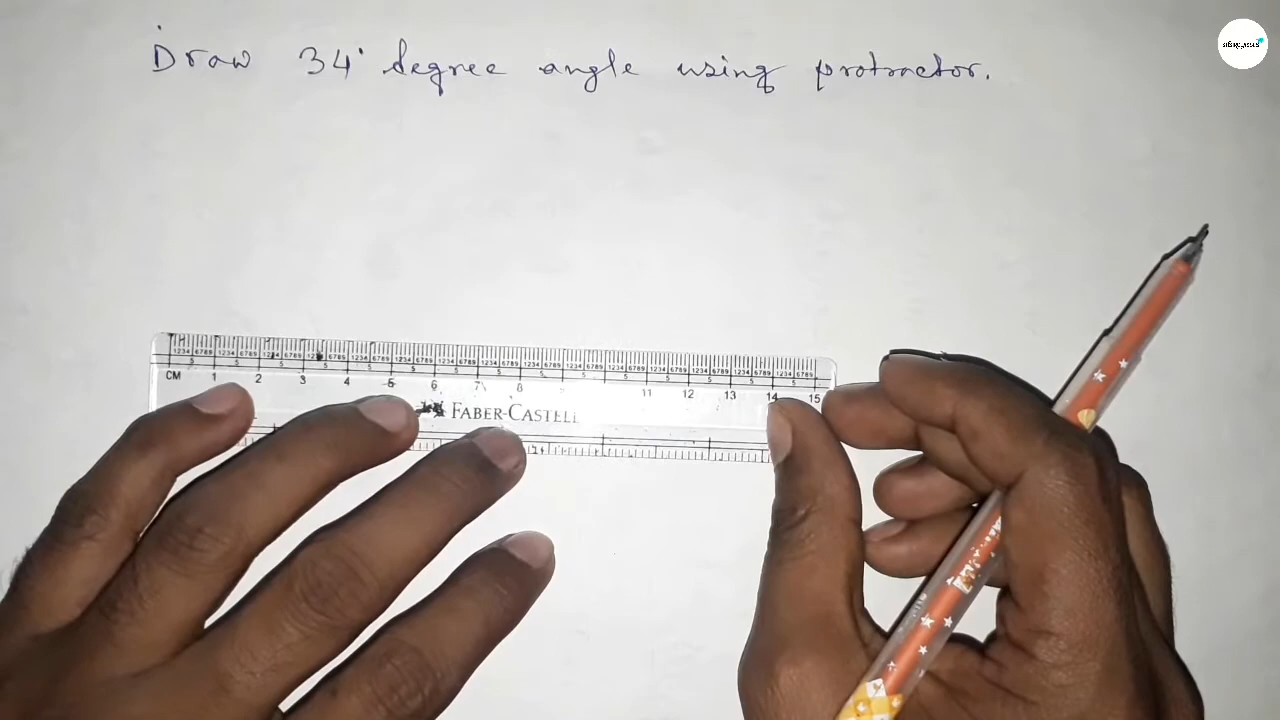 Draw 34° degree angle using protractor.
CM 1 2 3 4 5 6 7 8 11 12 13 14 15
FABER-CASTELL